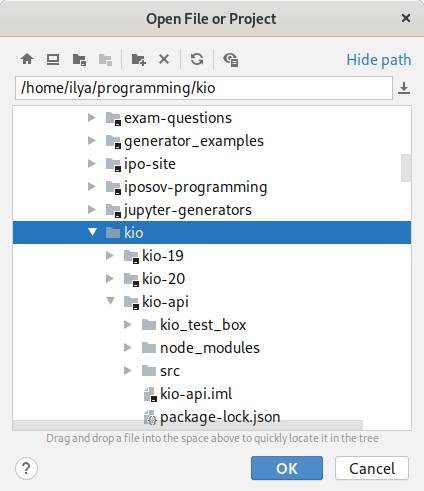 Open File or Project
Hide path
/home/ilya/programming/kio
exam-questions
generator_examples
ipo-site
iposov-programming
jupyter-generators
kio
kio-19
kio-20
kio-api
kio_test_box
node_modules
src
kio-api.iml
package-lock.json
Drag and drop a file into the space above to quickly locate it in the tree
?
OK
Cancel